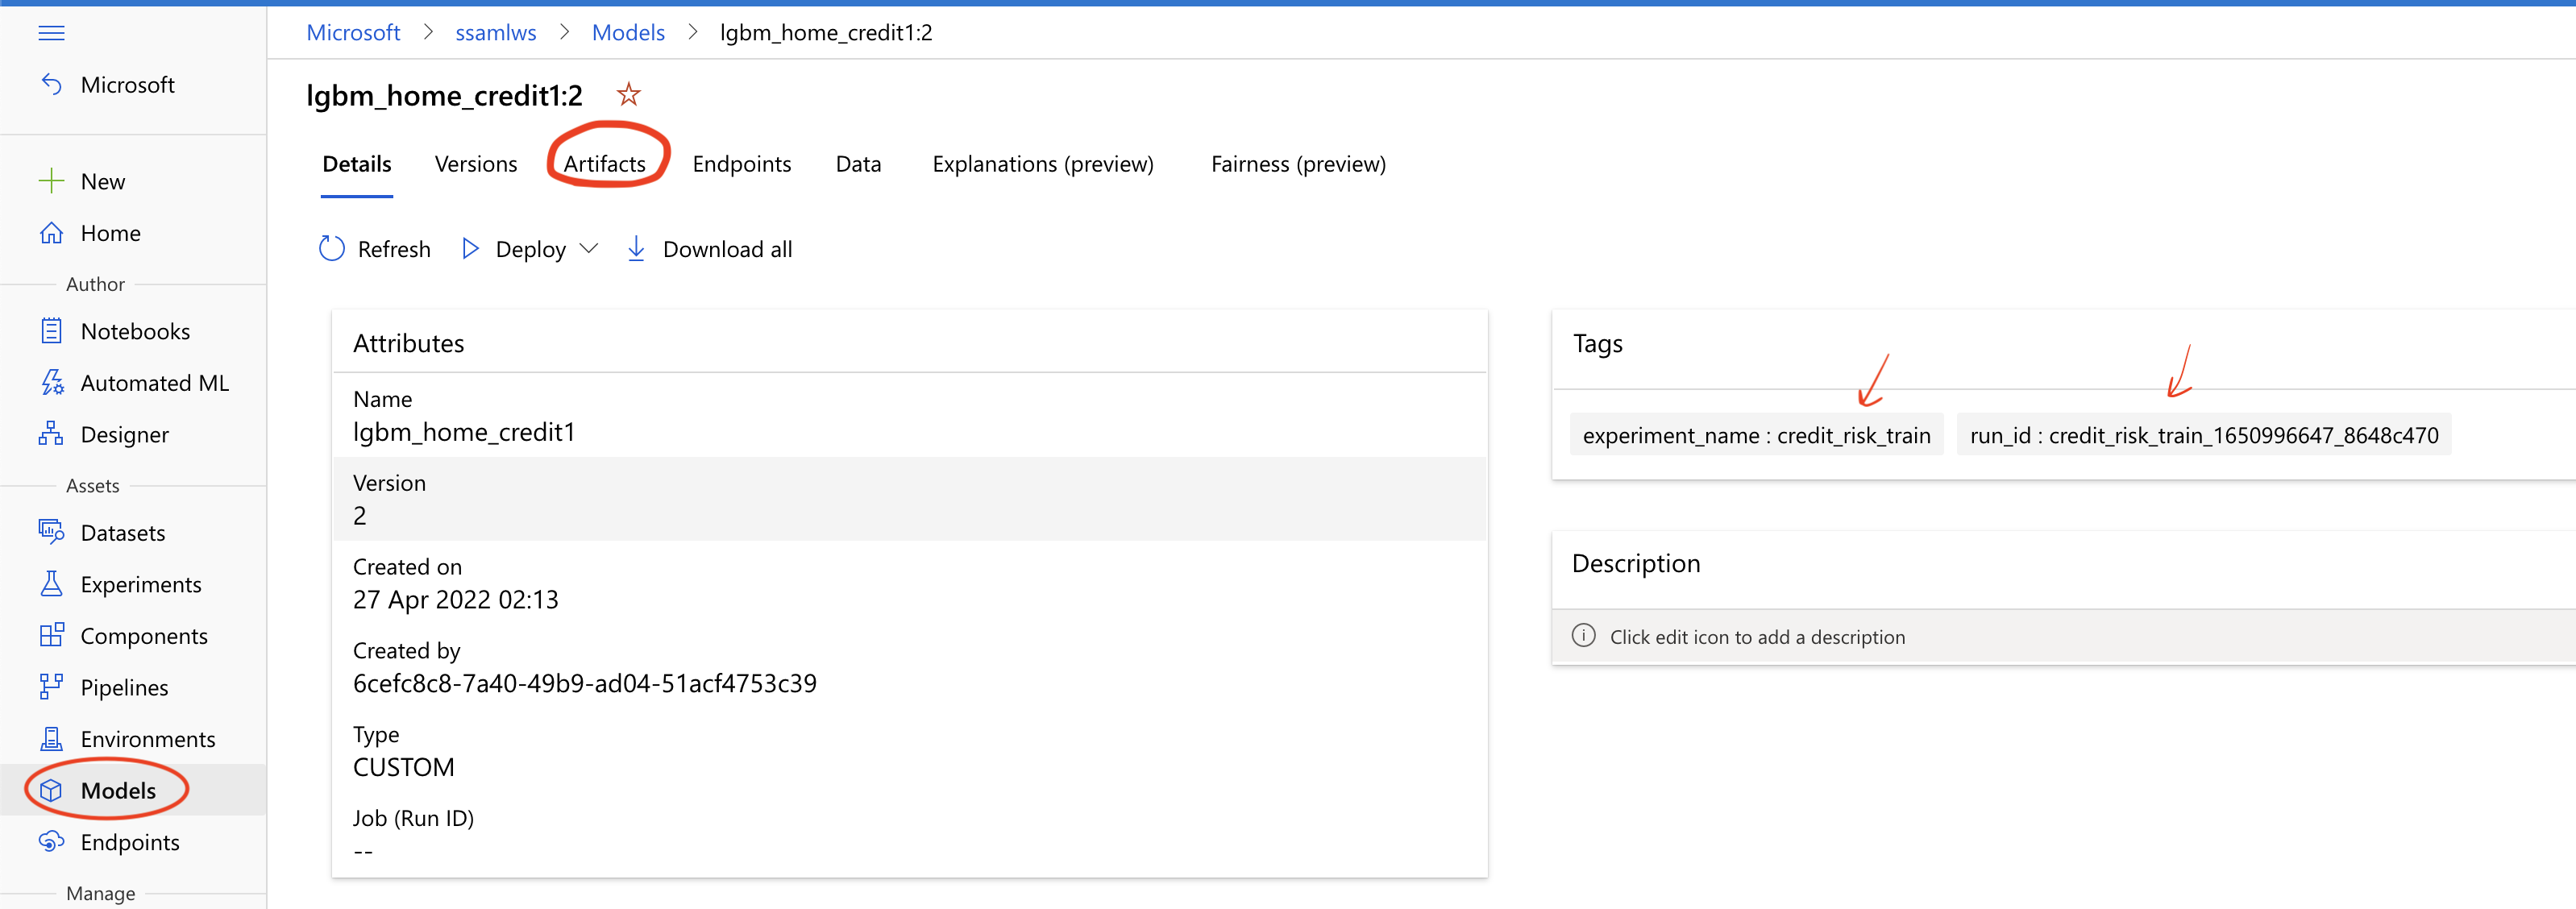 Microsoft > ssamlws > Models > lgbm_home_credit1:2
Microsoft
New
Home
Author
Notebooks
Automated ML
Designer
Assets
Datasets
Experiments
Components
Pipelines
Environments
Models
Endpoints
Manage
lgbm_home_credit1:2
Details Versions Artifacts Endpoints Data Explanations (preview) Fairness (preview)
Refresh Deploy Download all
Attributes
Name
lgbm_home_credit1
Version
2
Created on
27 Apr 2022 02:13
Created by
6cefc8c8-7a40-49b9-ad04-51acf4753c39
Type
CUSTOM
Job (Run ID)
--
Tags
experiment_name : credit_risk_train run_id : credit_risk_train_1650996647_8648c470
Description
Click edit icon to add a description